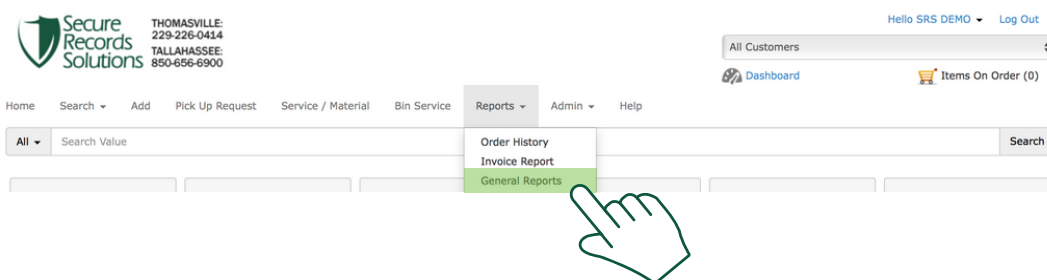 Secure
Records
Solutions
THOMASVILLE:
229-226-0414
TALLAHASSEE:
850-656-6900
Hello SRS DEMO Log Out
All Customers
Dashboard Items On Order (0)
Home Search Add Pick Up Request Service / Material Bin Service Reports Admin Help
All Search Value Search
Order History
Invoice Report
General Reports